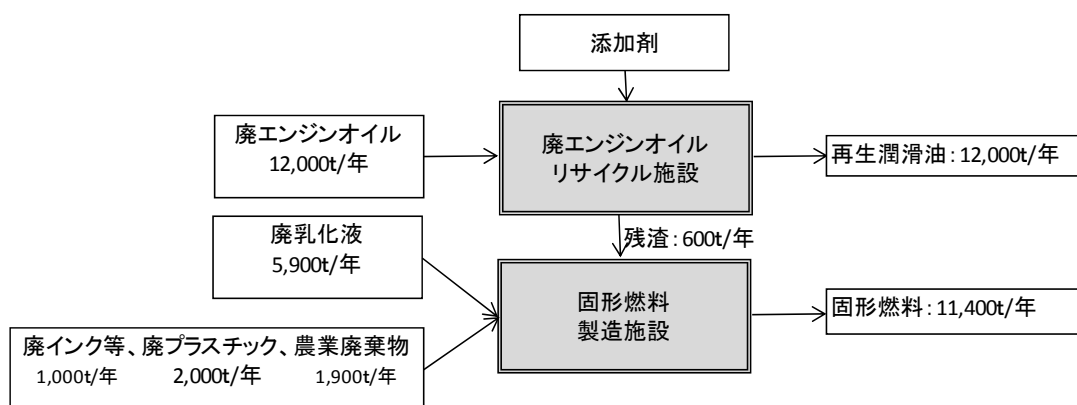 添加剤
廃エンジンオイル
12,000t/年
廃エンジンオイル
リサイクル施設
再生潤滑油：12,000t/年
残渣：600t/年
廃乳化液
5,900t/年
固形燃料
製造施設
固形燃料：11,400t/年
廃インク等、廃プラスチック、農業廃棄物
1,000t/年 2,000t/年 1,900t/年